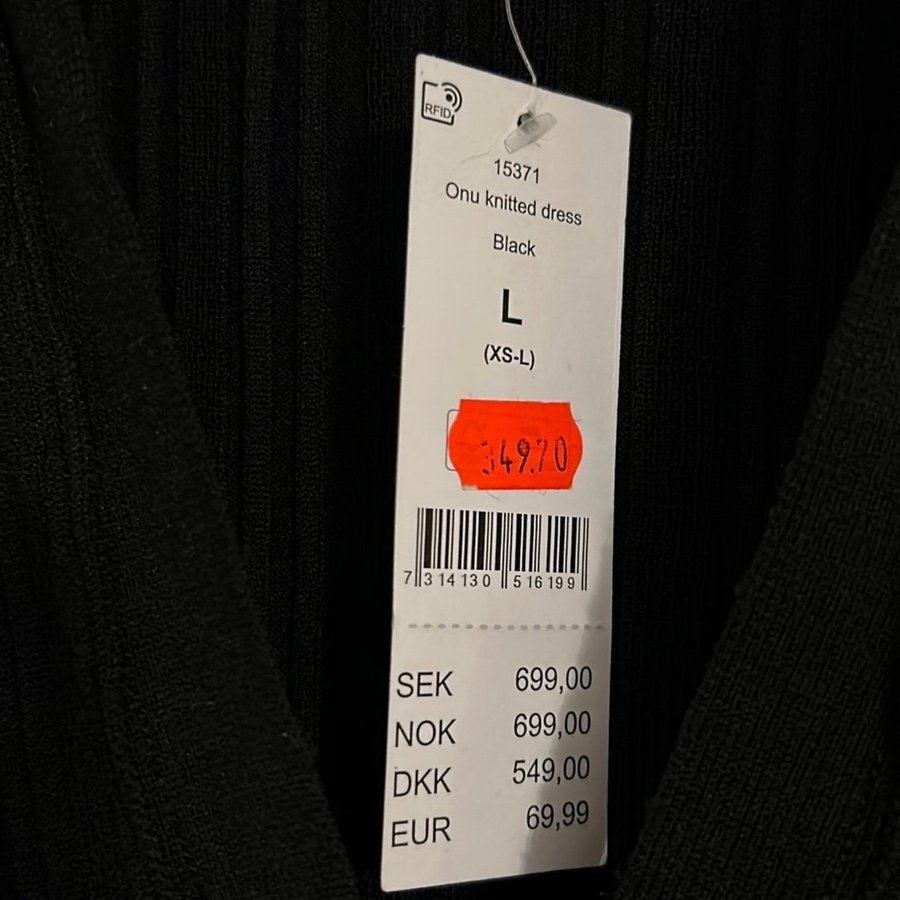 RFID
15371
Onu knitted dress
Black
L
(XS-L)
349.70
7 314130 516199
SEK 699,00
NOK 699,00
DKK 549,00
EUR 69,99